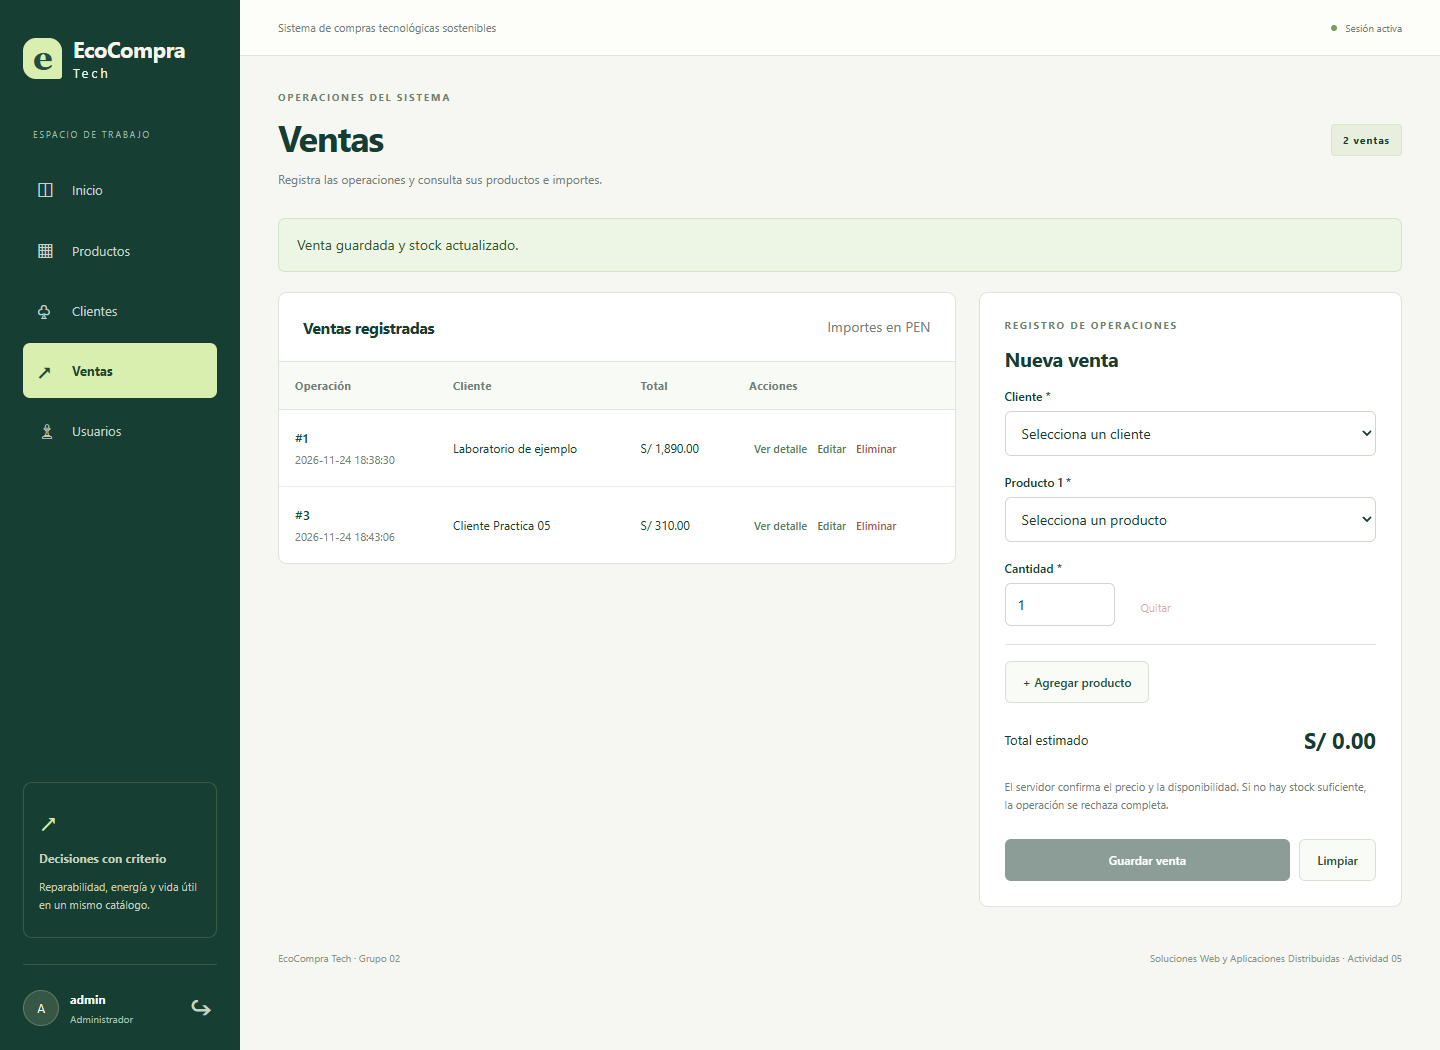 e
EcoCompra
Tech
ESPACIO DE TRABAJO
Inicio
Productos
Clientes
Ventas
Usuarios
Decisiones con criterio
Reparabilidad, energía y vida útil
en un mismo catálogo.
A
admin
Administrador
Sistema de compras tecnológicas sostenibles
Sesión activa
OPERACIONES DEL SISTEMA
Ventas
2 ventas
Registra las operaciones y consulta sus productos e importes.
Venta guardada y stock actualizado.
Ventas registradas
Importes en PEN
Operación Cliente Total Acciones
#1
2026-11-24 18:38:30
Laboratorio de ejemplo S/ 1,890.00 Ver detalle Editar Eliminar
#3
2026-11-24 18:43:06
Cliente Practica 05 S/ 310.00 Ver detalle Editar Eliminar
REGISTRO DE OPERACIONES
Nueva venta
Cliente *
Selecciona un cliente
Producto 1 *
Selecciona un producto
Cantidad *
1
Quitar
+ Agregar producto
Total estimado S/ 0.00
El servidor confirma el precio y la disponibilidad. Si no hay stock suficiente,
la operación se rechaza completa.
Guardar venta
Limpiar
EcoCompra Tech · Grupo 02
Soluciones Web y Aplicaciones Distribuidas · Actividad 05